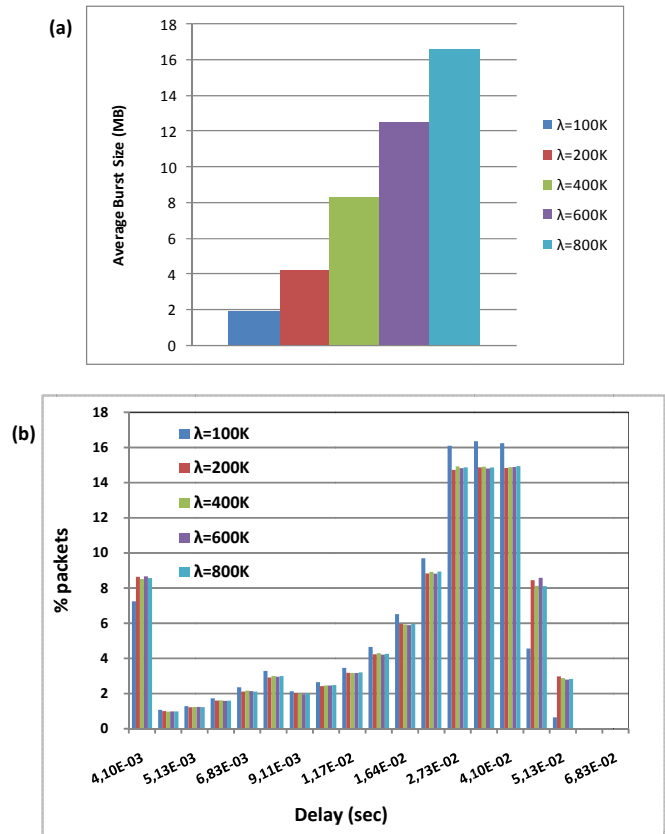 (a)
Average Burst Size (MB)
18
16
14
12
10
8
6
4
2
0
λ=100K
λ=200K
λ=400K
λ=600K
λ=800K
(b)
% packets
18
16
14
12
10
8
6
4
2
0
λ=100K
λ=200K
λ=400K
λ=600K
λ=800K
4,10E-03
5,13E-03
6,83E-03
9,11E-03
1,17E-02
1,64E-02
2,73E-02
4,10E-02
5,13E-02
6,83E-02
Delay (sec)